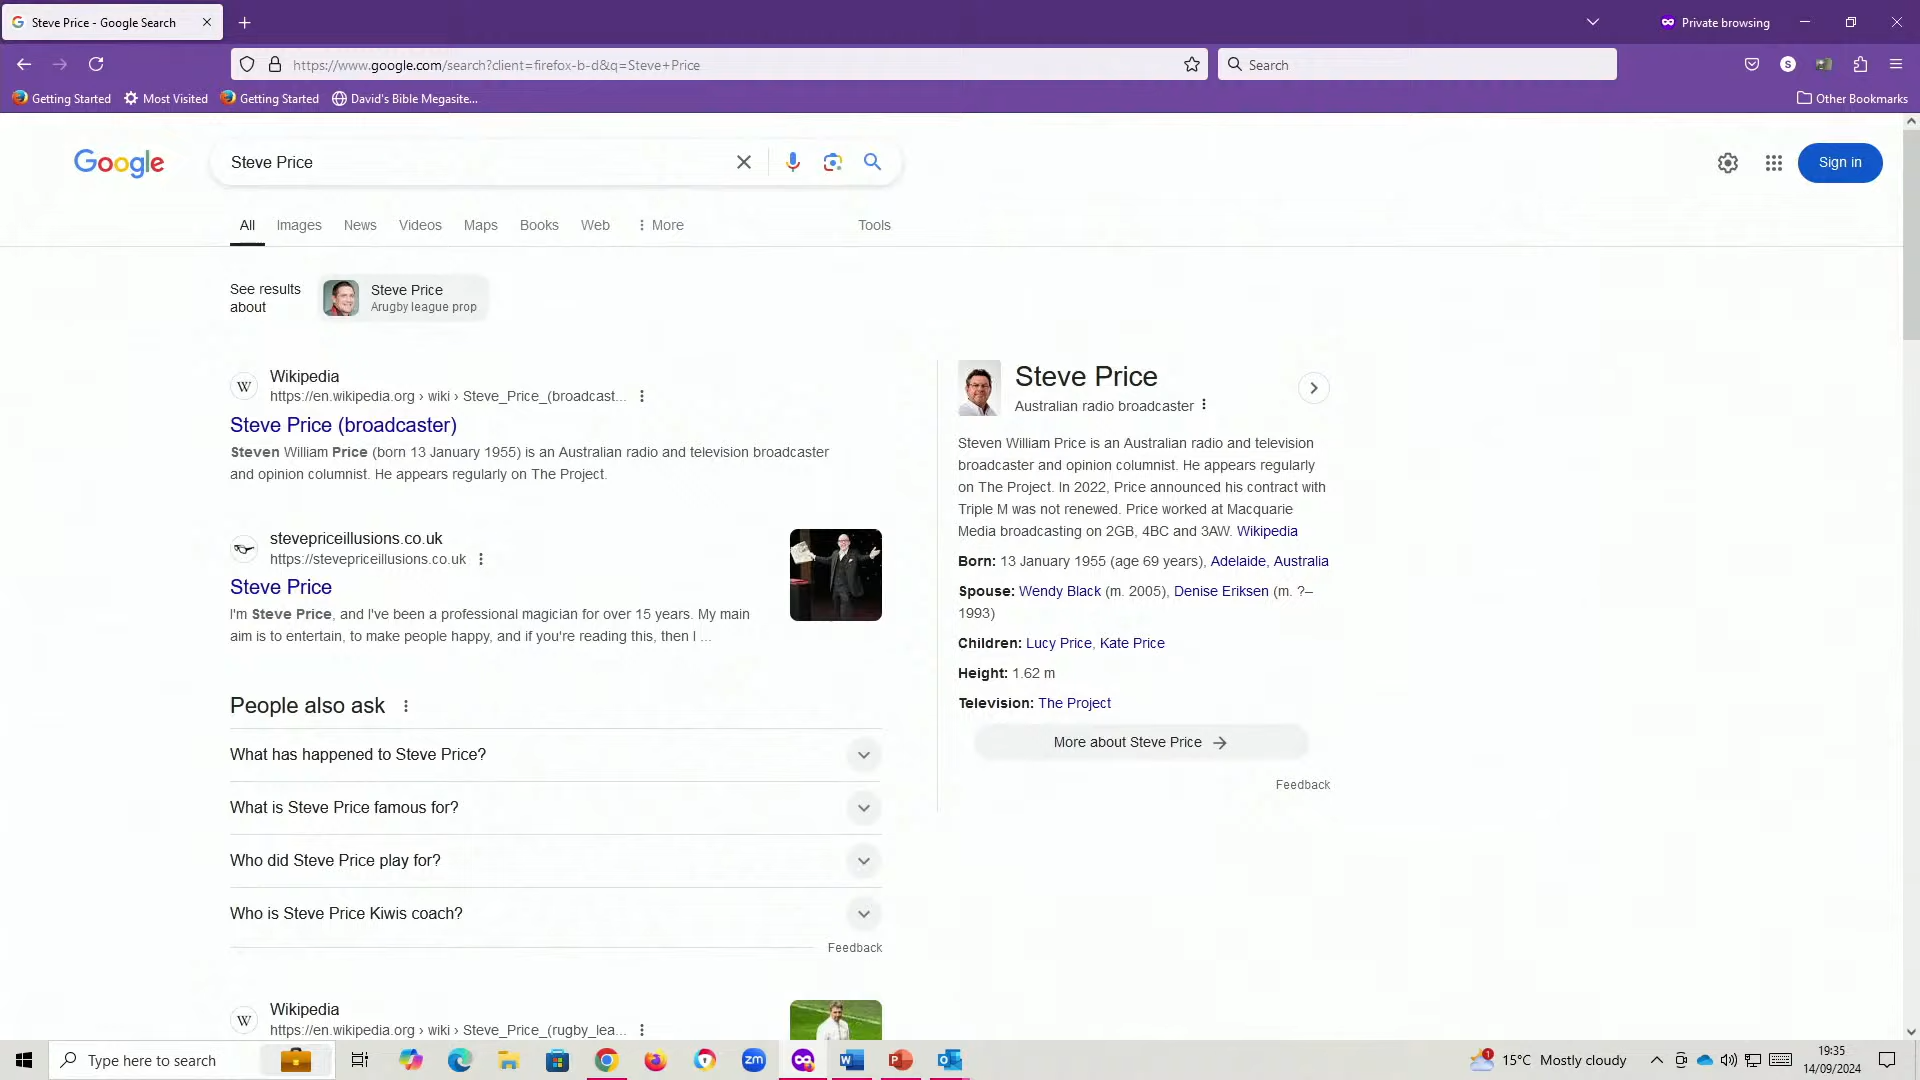 Steve Price - Google Search
Private browsing
https://www.google.com/search?client=firefox-b-d&q=Steve+Price
Search
Getting Started
Most Visited
Getting Started
David's Bible Megasite...
Other Bookmarks
Google
Steve Price
Sign in
All
Images
News
Videos
Maps
Books
Web
More
Tools
See results
about
Steve Price
Arugby league prop
Wikipedia
https://en.wikipedia.org › wiki › Steve_Price_(broadcast...
Steve Price (broadcaster)
Steven William Price (born 13 January 1955) is an Australian radio and television broadcaster
and opinion columnist. He appears regularly on The Project.
stevepriceillusions.co.uk
https://stevepriceillusions.co.uk
Steve Price
I'm Steve Price, and I've been a professional magician for over 15 years. My main
aim is to entertain, to make people happy, and if you're reading this, then I ...
People also ask
What has happened to Steve Price?
What is Steve Price famous for?
Who did Steve Price play for?
Who is Steve Price Kiwis coach?
Feedback
W
Wikipedia
https://en.wikipedia.org › wiki › Steve_Price_(rugby_lea...
Steve Price
Australian radio broadcaster
Steven William Price is an Australian radio and television
broadcaster and opinion columnist. He appears regularly
on The Project. In 2022, Price announced his contract with
Triple M was not renewed. Price worked at Macquarie
Media broadcasting on 2GB, 4BC and 3AW. Wikipedia
Born: 13 January 1955 (age 69 years), Adelaide, Australia
Spouse: Wendy Black (m. 2005), Denise Eriksen (m. ?–
1993)
Children: Lucy Price, Kate Price
Height: 1.62 m
Television: The Project
More about Steve Price
Feedback
Type here to search
zm
1
15°C Mostly cloudy
19:35
14/09/2024